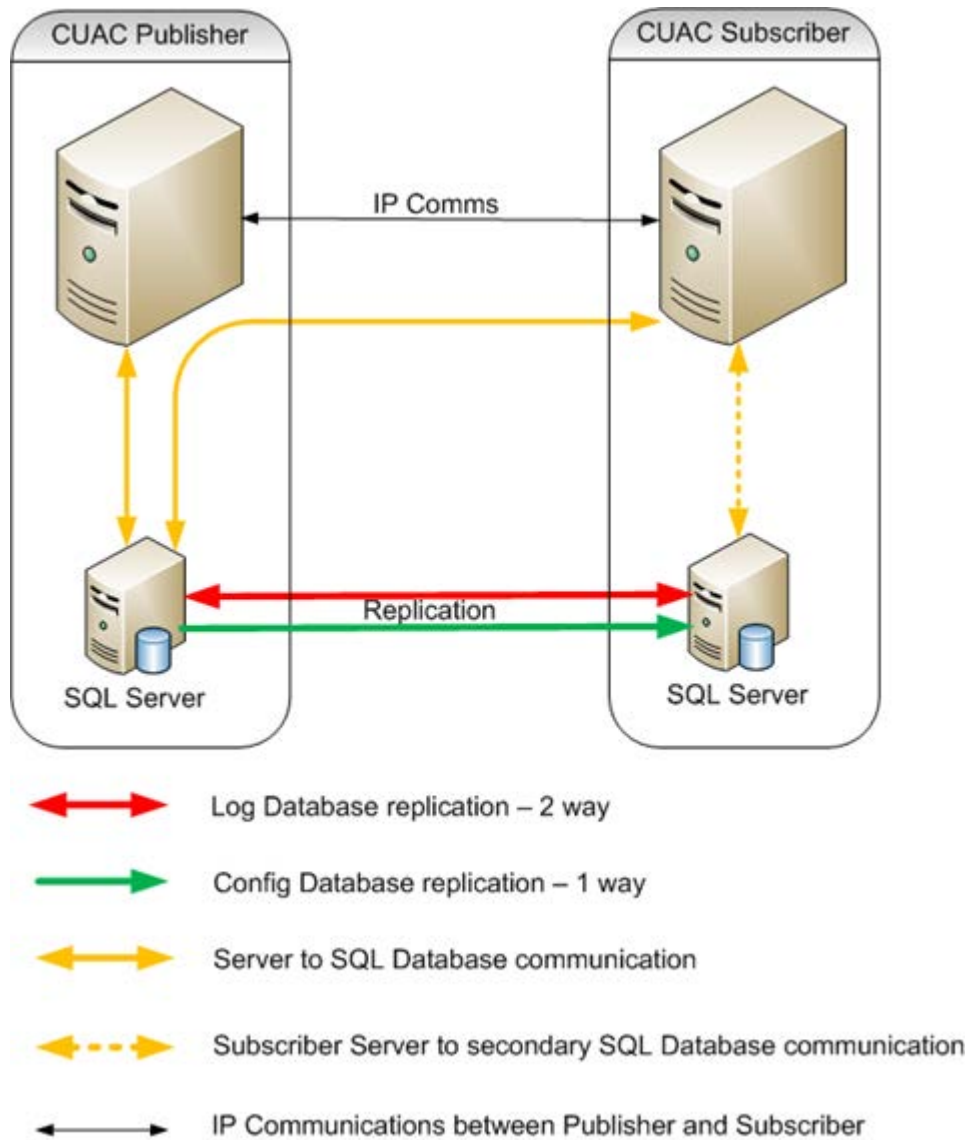 CUAC Publisher
CUAC Subscriber
IP Comms
Replication
SQL Server
SQL Server
Log Database replication – 2 way
Config Database replication – 1 way
Server to SQL Database communication
Subscriber Server to secondary SQL Database communication
IP Communications between Publisher and Subscriber